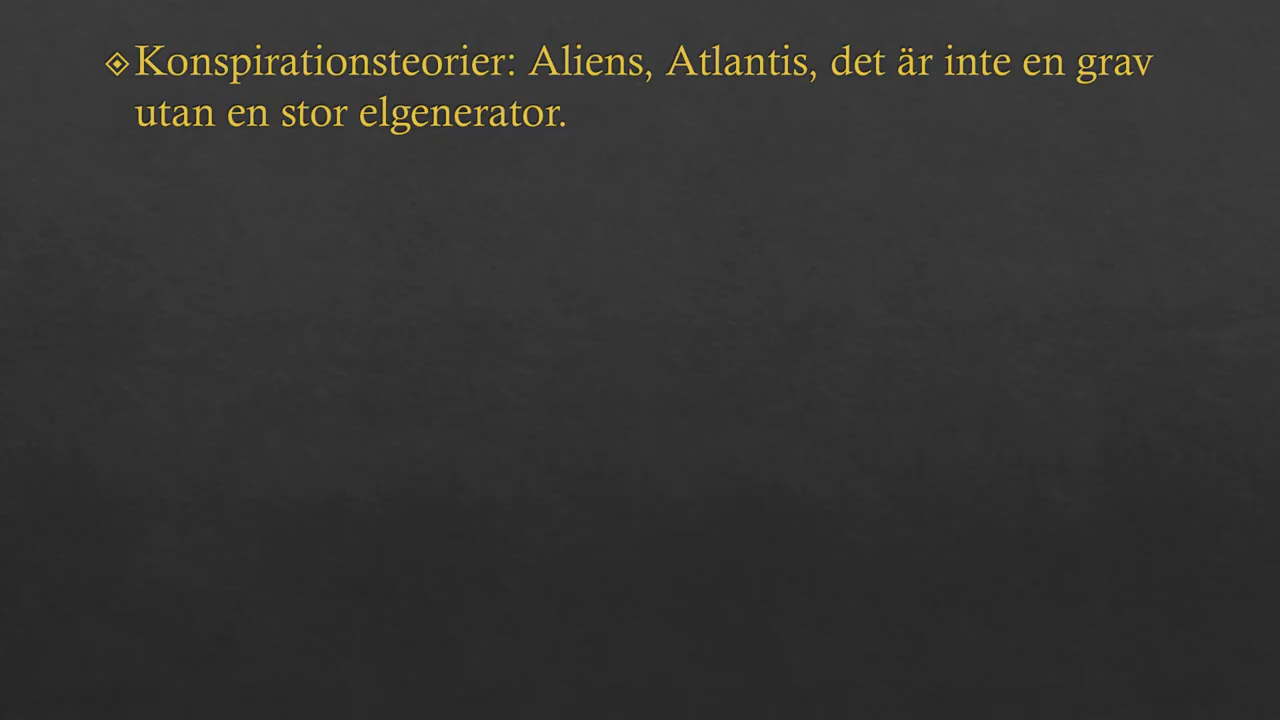 Konspirationsteorier: Aliens, Atlantis, det är inte en grav
utan en stor elgenerator.